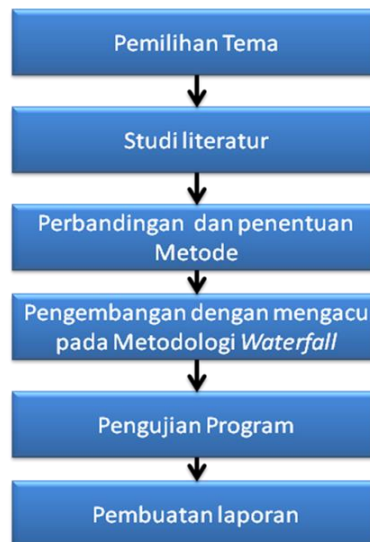 Pemilihan Tema
Studi literatur
Perbandingan dan penentuan
Metode
Pengembangan dengan mengacu
pada Metodologi Waterfall
Pengujian Program
Pembuatan laporan